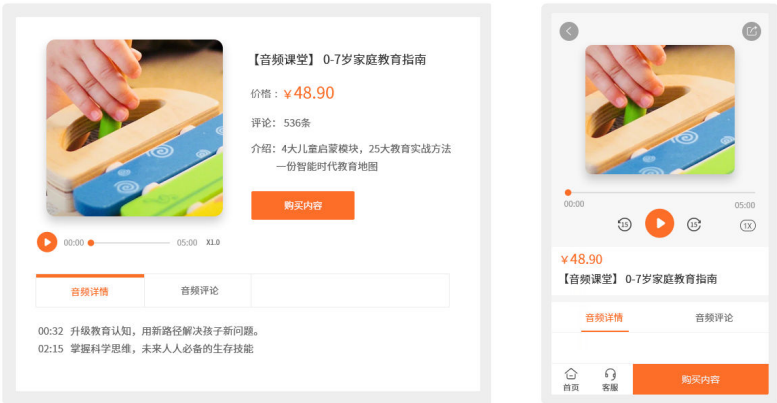 【音频课堂】 0-7岁家庭教育指南
价格：￥48.90
评论： 536条
介绍：4大儿童启蒙模块，25大教育实战方法
一份智能时代教育地图
购买内容
00:00
05:00
X1.0
音频详情
音频评论
00:32 升级教育认知，用新路径解决孩子新问题。
02:15 掌握科学思维，未来人人必备的生存技能
00:00
05:00
15
15
1X
￥48.90
【音频课堂】 0-7岁家庭教育指南
音频详情
音频评论
首页
客服
购买内容